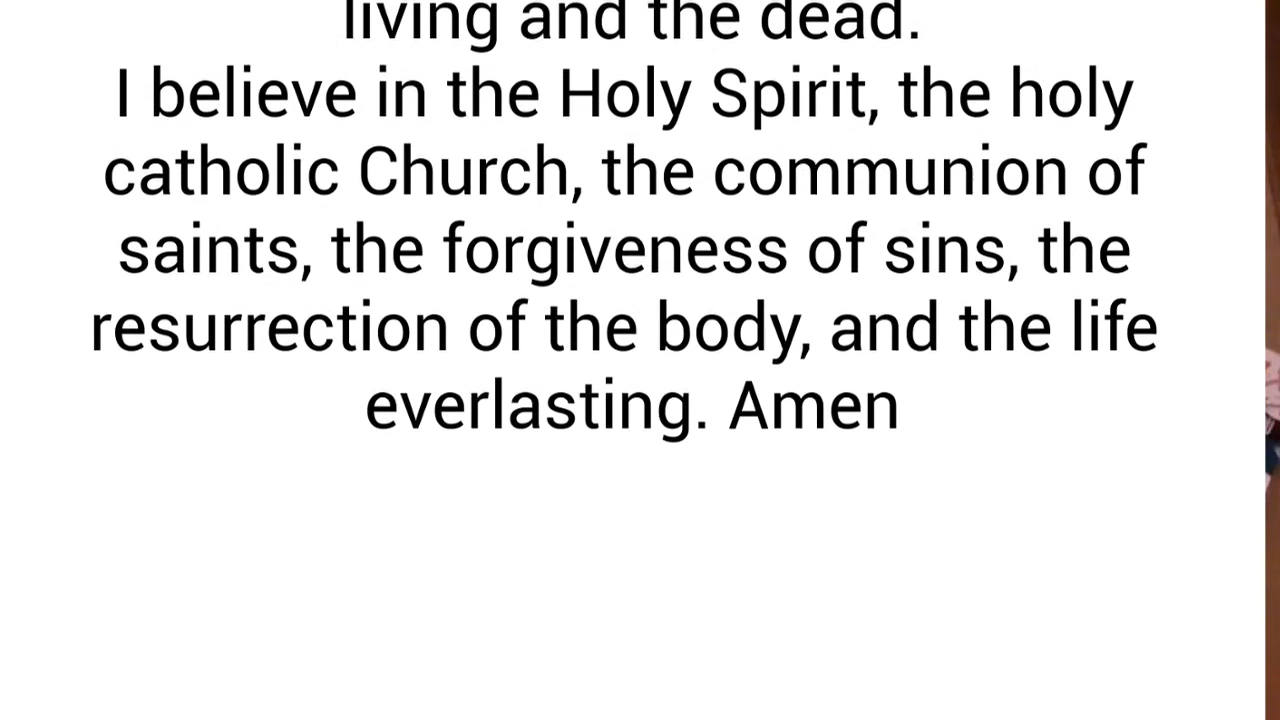 living and the dead.
I believe in the Holy Spirit, the holy
catholic Church, the communion of
saints, the forgiveness of sins, the
resurrection of the body, and the life
everlasting. Amen